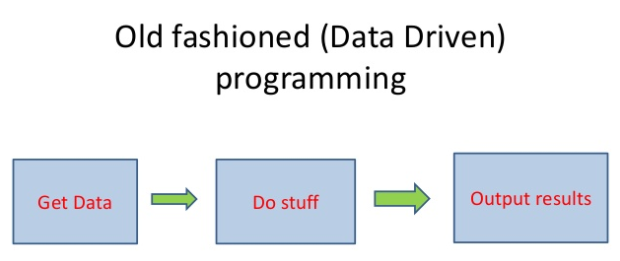 Old fashioned (Data Driven)
programming
Get Data
Do stuff
Output results